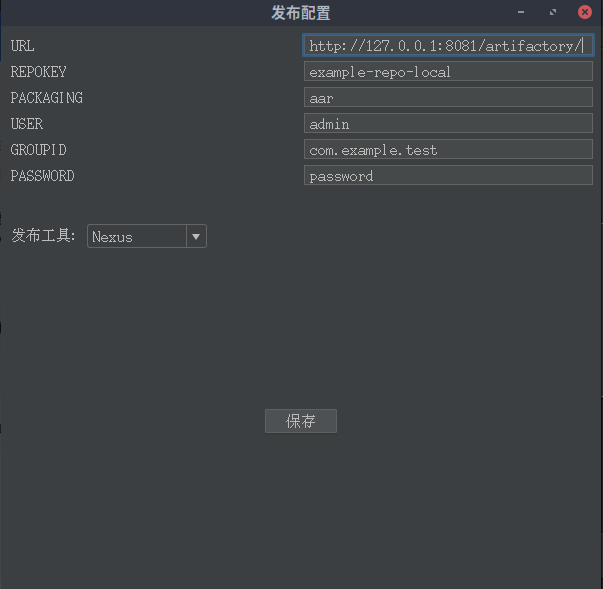 发布配置
URL http://127.0.0.1:8081/artifactory/
REPOKEY example-repo-local
PACKAGING aar
USER admin
GROUPID com.example.test
PASSWORD password
发布工具: Nexus
保存